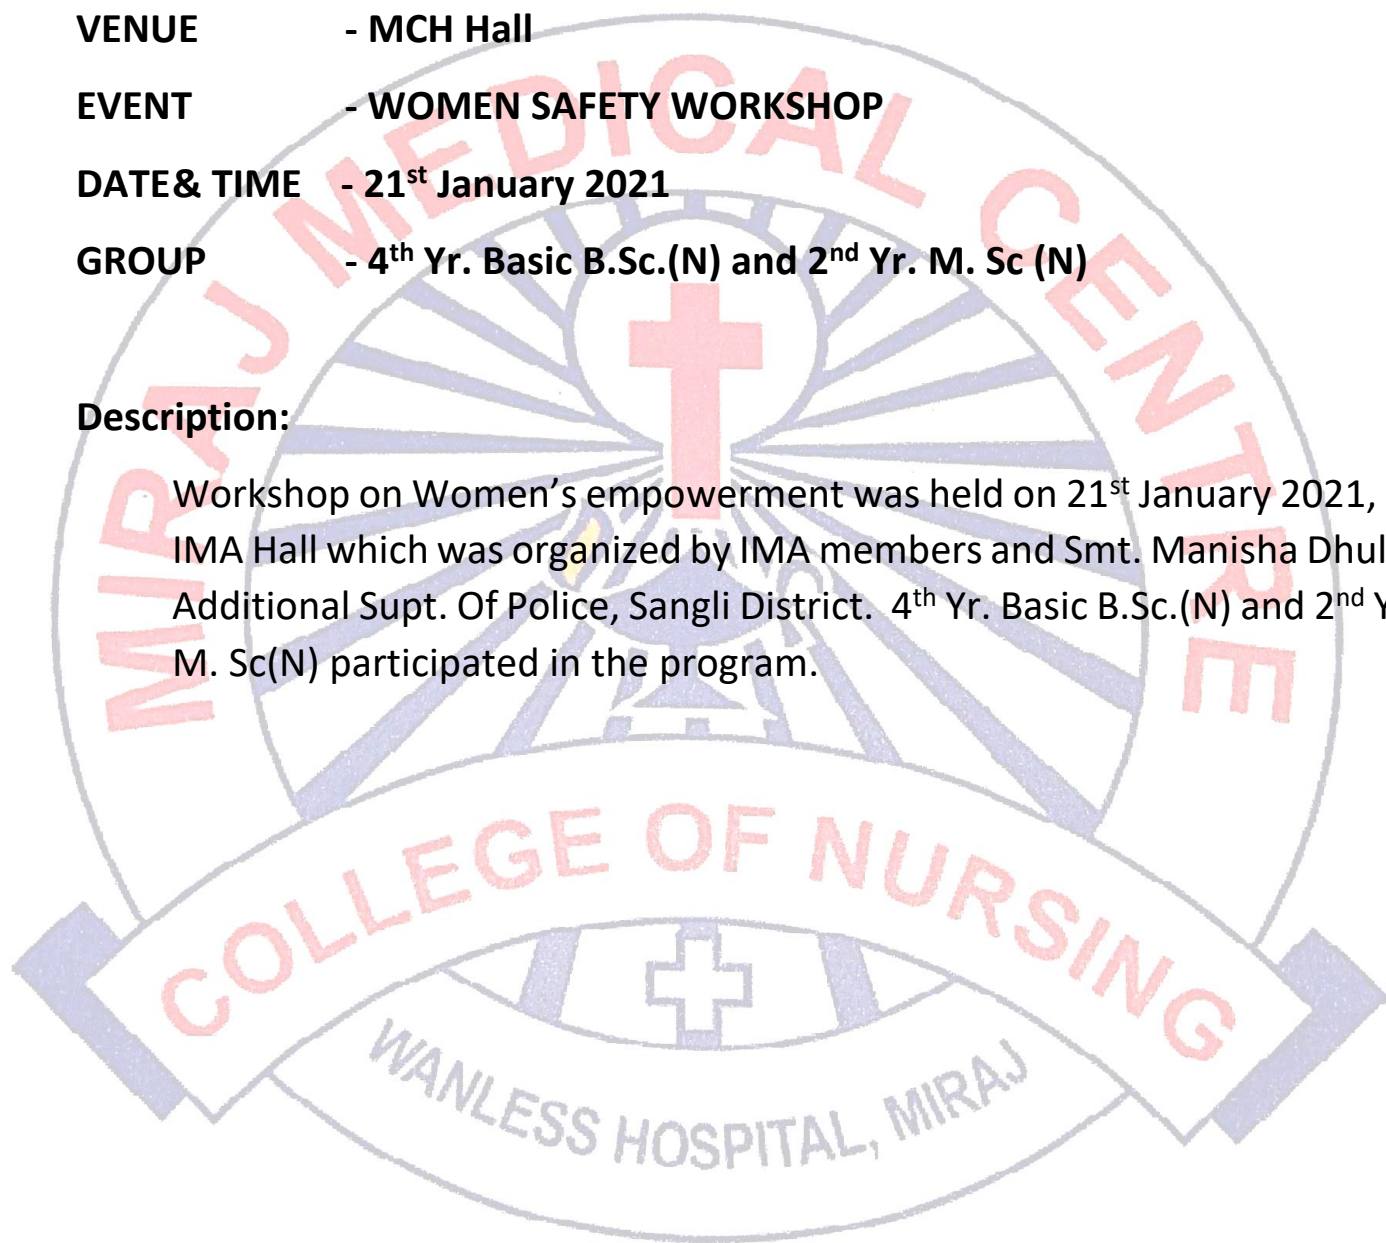 VENUE - MCH Hall
EVENT - WOMEN SAFETY WORKSHOP
DATE& TIME - 21st January 2021
GROUP - 4th Yr. Basic B.Sc.(N) and 2nd Yr. M. Sc (N)
Description:
Workshop on Women’s empowerment was held on 21st January 2021,
IMA Hall which was organized by IMA members and Smt. Manisha Dhul
Additional Supt. Of Police, Sangli District. 4th Yr. Basic B.Sc.(N) and 2nd Y
M. Sc(N) participated in the program.
MIRAJ MEDICAL CENTRE
COLLEGE OF NURSING
WANLESS HOSPITAL, MIRAJ